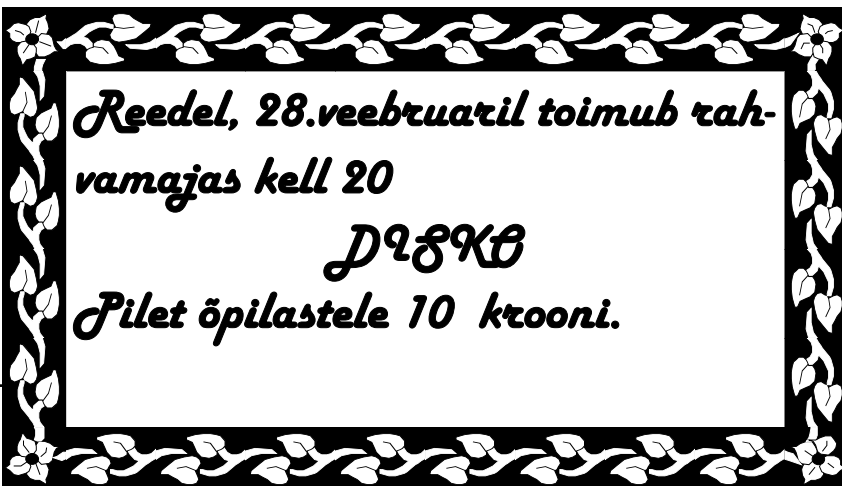 Reedel, 28.veebruaril toimub rah-
vamajas kell 20
DISKO
Pilet õpilastele 10 krooni.